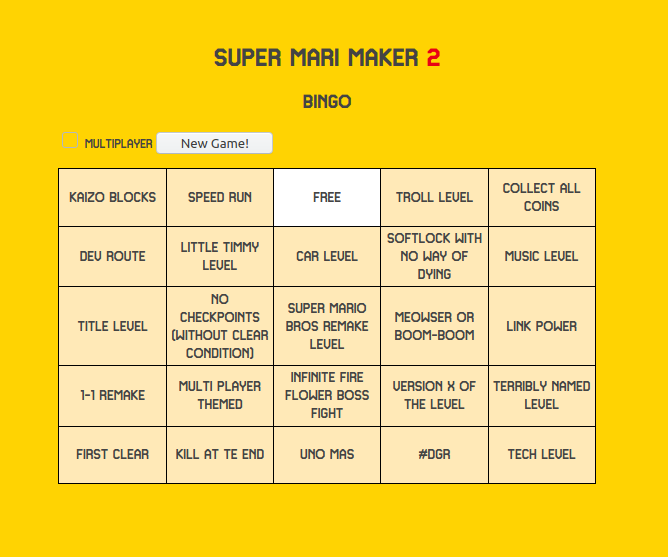 SUPER MARI MAKER 2
BINGO
MULTIPLAYER New Game!
KAIZO BLOCKS
SPEED RUN
FREE
TROLL LEVEL
COLLECT ALL
COINS
DEV ROUTE
LITTLE TIMMY
LEVEL
CAR LEVEL
SOFTLOCK WITH
NO WAY OF
DYING
MUSIC LEVEL
TITLE LEVEL
NO
CHECKPOINTS
(WITHOUT CLEAR
CONDITION)
SUPER MARIO
BROS REMAKE
LEVEL
MEOWSER OR
BOOM-BOOM
LINK POWER
1-1 REMAKE
MULTI PLAYER
THEMED
INFINITE FIRE
FLOWER BOSS
FIGHT
VERSION X OF
THE LEVEL
TERRIBLY NAMED
LEVEL
FIRST CLEAR
KILL AT TE END
UNO MAS
#DGR
TECH LEVEL